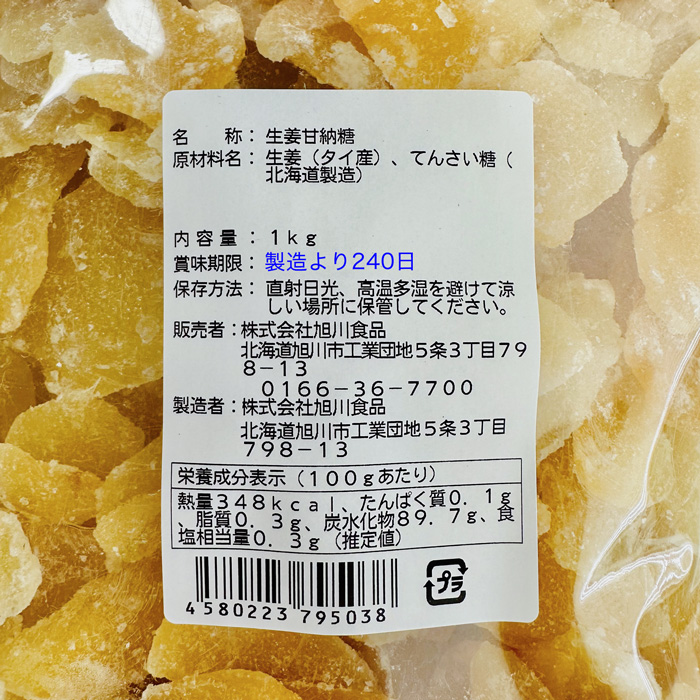 名　　称：生姜甘納糖
原材料名：生姜（タイ産）、てんさい糖（
北海道製造）
内容量：１ｋｇ
賞味期限：製造より240日
保存方法：直射日光、高温多湿を避けて涼
しい場所に保管してください。
販売者：株式会社旭川食品
北海道旭川市工業団地５条３丁目７９
８－１３
０１６６－３６－７７００
製造者：株式会社旭川食品
北海道旭川市工業団地５条３丁目
７９８－１３
栄養成分表示（１００ｇあたり）
熱量３４８ｋｃａｌ、たんぱく質０．１ｇ
、脂質０．３ｇ、炭水化物８９．７ｇ、食
塩相当量０．３ｇ（推定値）
4 580223 795038
プラ